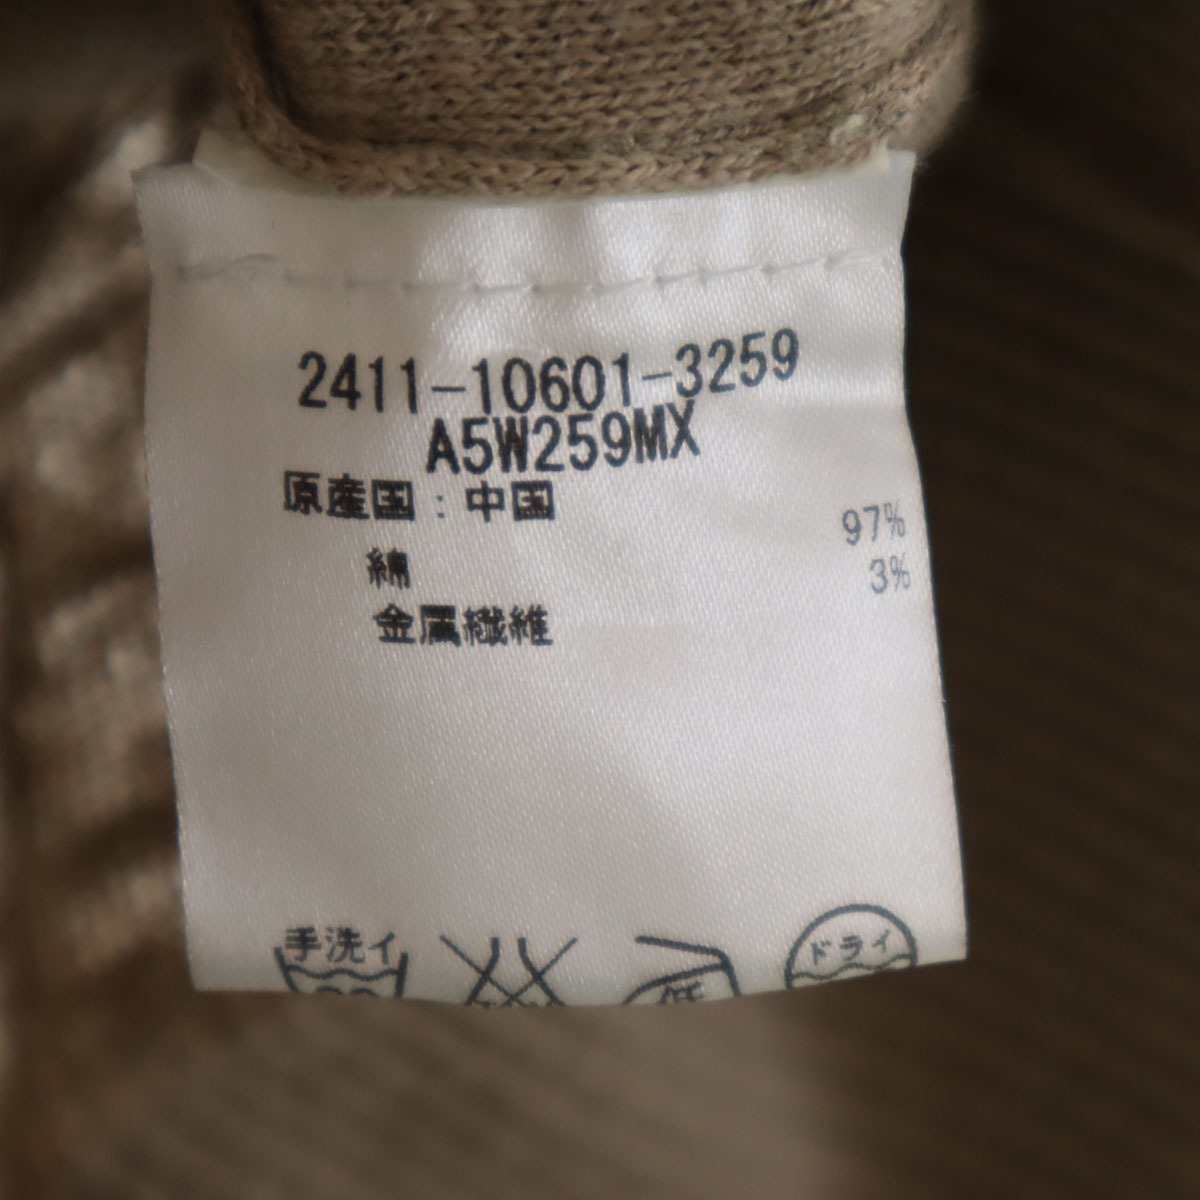 2411-10601-3259
A5W259MX
原産国:中国
綿 97%
金属繊維 3%
手洗イ
ドライ